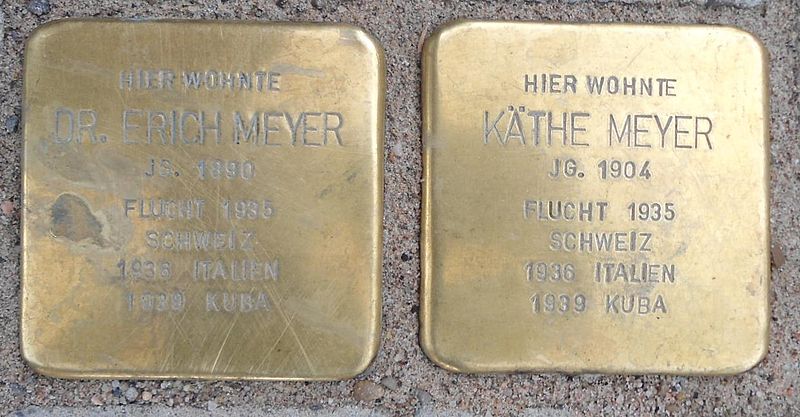 HIER WOHNTE
DR. ERICH MEYER
JG. 1890
FLUCHT 1935
SCHWEIZ
1936 ITALIEN
1939 KUBA
HIER WOHNTE
KÄTHE MEYER
JG. 1904
FLUCHT 1935
SCHWEIZ
1936 ITALIEN
1939 KUBA